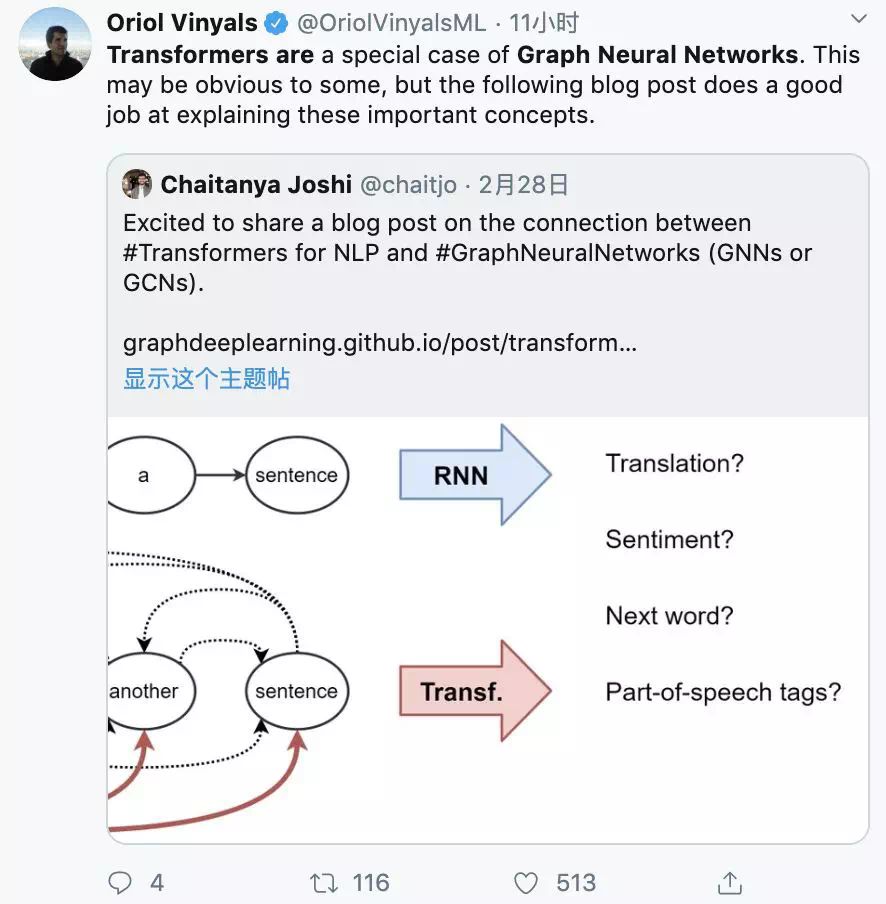 Oriol Vinyals @OriolVinyalsML · 11小时
Transformers are a special case of Graph Neural Networks. This
may be obvious to some, but the following blog post does a good
job at explaining these important concepts.
Chaitanya Joshi @chaitjo · 2月28日
Excited to share a blog post on the connection between
#Transformers for NLP and #GraphNeuralNetworks (GNNs or
GCNs).
graphdeeplearning.github.io/post/transform...
显示这个主题帖
a
sentence
RNN
Translation?
Sentiment?
Next word?
another
sentence
Transf.
Part-of-speech tags?
4
116
513